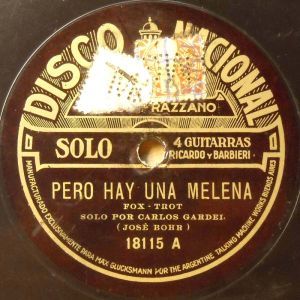 DISCO NACIONAL
RAZZANO
SOLO
4 GUITARRAS
RICARDO Y BARBIERI
PERO HAY UNA MELENA
FOX-TROT
SOLO POR CARLOS GARDEL
(JOSÉ BOHR)
18115 A
MANUFACTURADO EXCLUSIVAMENTE PARA MAX GLÜCKSMANN POR THE ARGENTINE TALKING MACHINE WORKS BUENOS AIRES